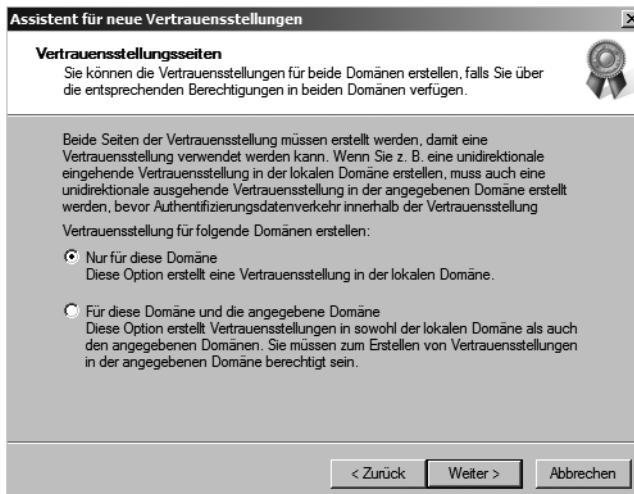 Assistent für neue Vertrauensstellungen
Vertrauensstellungsseiten
Sie können die Vertrauensstellungen für beide Domänen erstellen, falls Sie über
die entsprechenden Berechtigungen in beiden Domänen verfügen.
Beide Seiten der Vertrauensstellung müssen erstellt werden, damit eine
Vertrauensstellung verwendet werden kann. Wenn Sie z. B. eine unidirektionale
eingehende Vertrauensstellung in der lokalen Domäne erstellen, muss auch eine
unidirektionale ausgehende Vertrauensstellung in der angegebenen Domäne erstellt
werden, bevor Authentifizierungsdatenverkehr innerhalb der Vertrauensstellung
Vertrauensstellung für folgende Domänen erstellen:
Nur für diese Domäne
Diese Option erstellt eine Vertrauensstellung in der lokalen Domäne.
Für diese Domäne und die angegebene Domäne
Diese Option erstellt Vertrauensstellungen in sowohl der lokalen Domäne als auch
den angegebenen Domänen. Sie müssen zum Erstellen von Vertrauensstellungen
in der angegebenen Domäne berechtigt sein.
< Zurück Weiter > Abbrechen